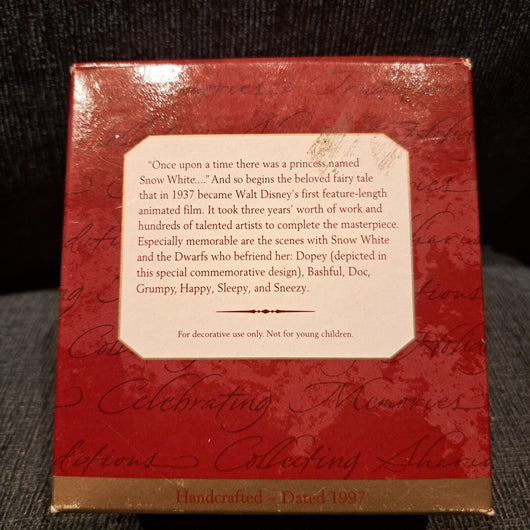 Memories Traditions
"Once upon a time there was a princess named
Snow White...." And so begins the beloved fairy tale
that in 1937 became Walt Disney's first feature-length
animated film. It took three years' worth of work and
hundreds of talented artists to complete the masterpiece.
Especially memorable are the scenes with Snow White
and the Dwarfs who befriend her: Dopey (depicted in
this special commemorative design), Bashful, Doc,
Grumpy, Happy, Sleepy, and Sneezy.
For decorative use only. Not for young children.
Celebrating Memories
ditions Collecting Sharin
Handcrafted ~ Dated 1997